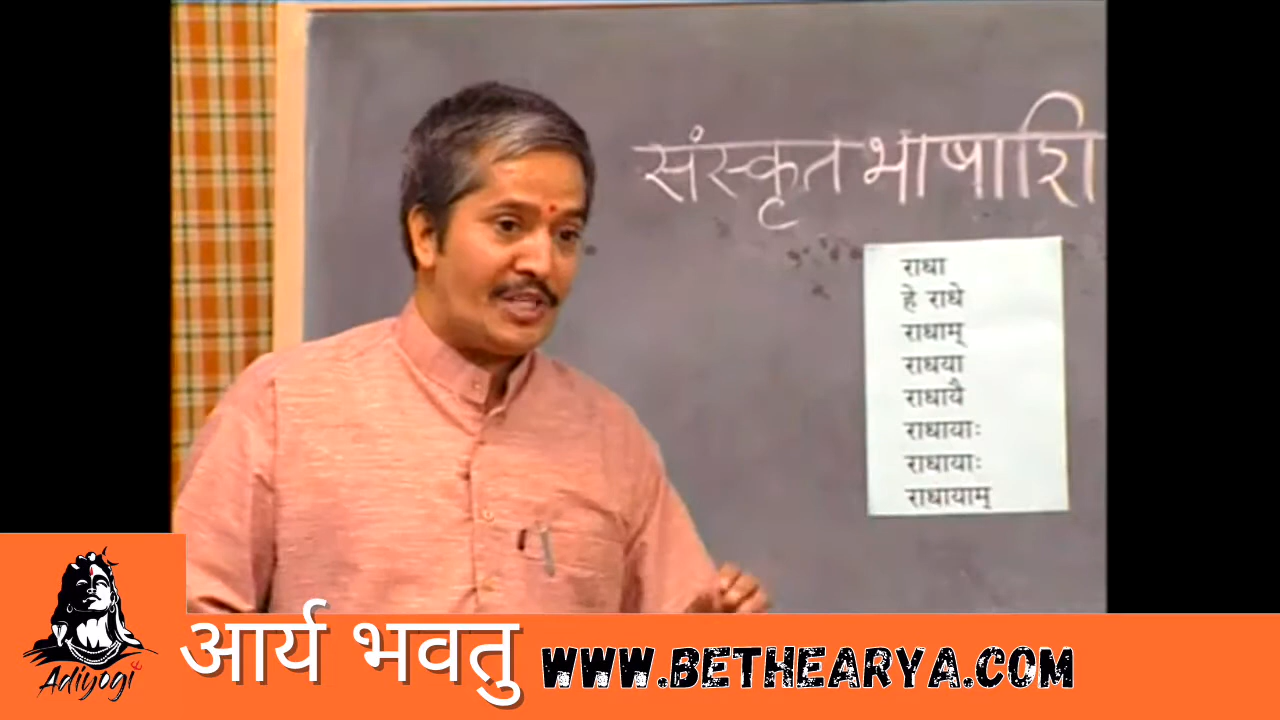 संस्कृतभाषाशि
राधा
हे राधे
राधाम्
राधया
राधायै
राधायाः
राधायाः
राधायाम्
Adiyogi
आर्य भवतु
WWW.BETHEARYA.COM